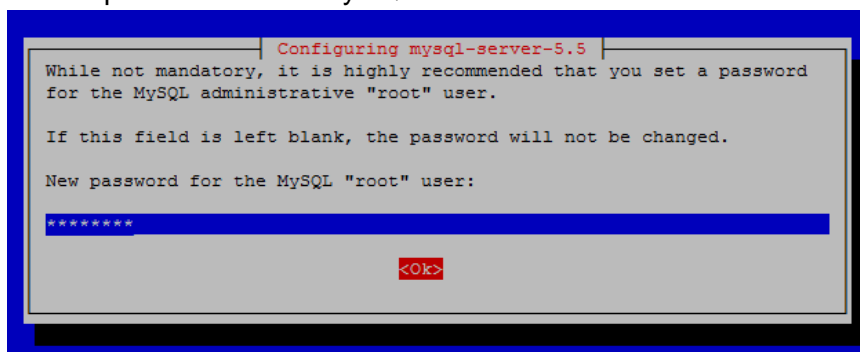 Configuring mysql-server-5.5
While not mandatory, it is highly recommended that you set a password
for the MySQL administrative "root" user.
If this field is left blank, the password will not be changed.
New password for the MySQL "root" user:
********
<Ok>